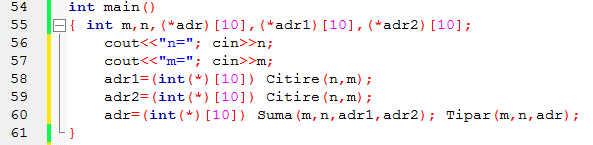 54 int main()
55 { int m,n,(*adr)[10],(*adr1)[10],(*adr2)[10];
56 cout<<"n="; cin>>n;
57 cout<<"m="; cin>>m;
58 adr1=(int(*)[10]) Citire(n,m);
59 adr2=(int(*)[10]) Citire(n,m);
60 adr=(int(*)[10]) Suma(m,n,adr1,adr2); Tipar(m,n,adr);
61 }